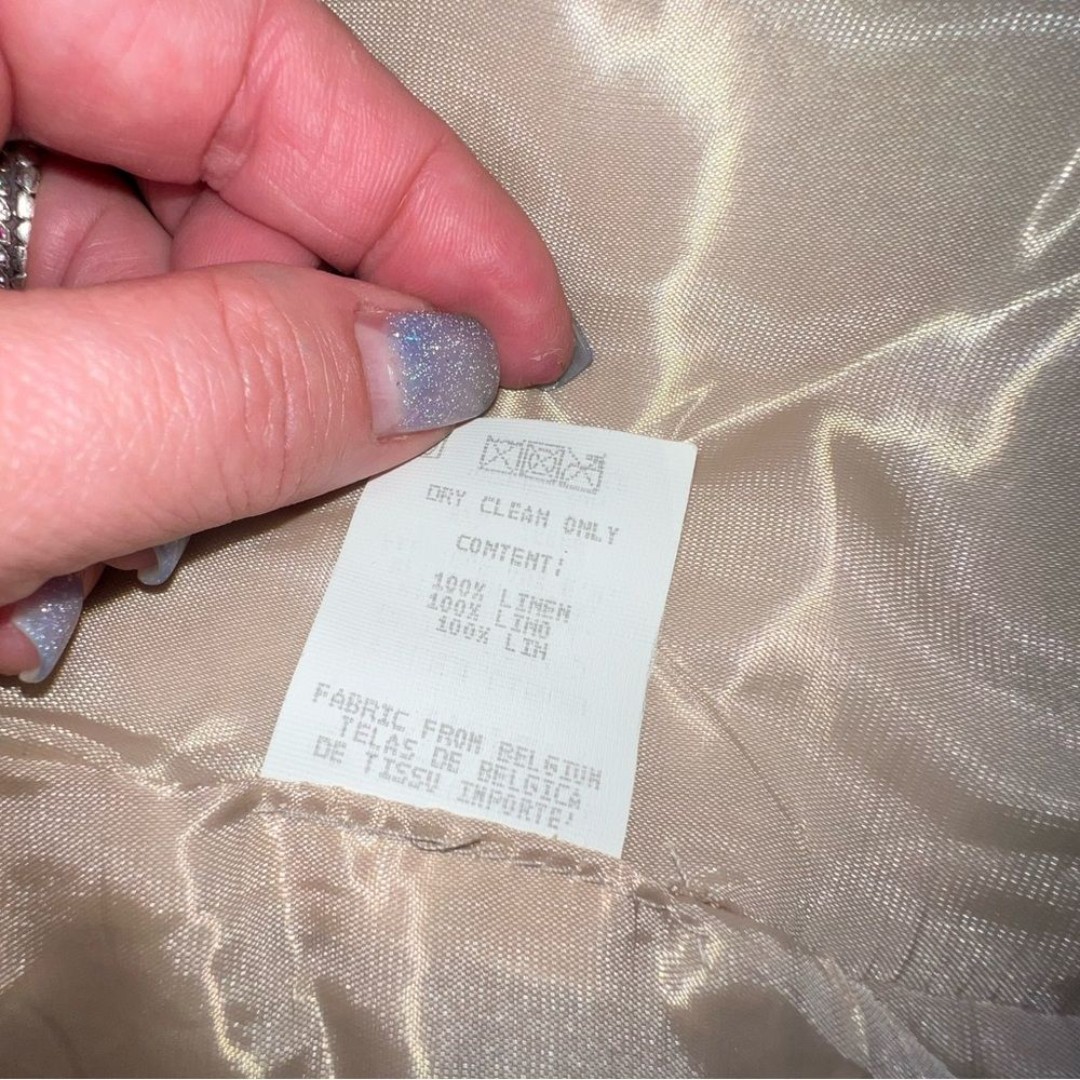 DRY CLEAN ONLY
CONTENT:
100% LINEN
100% LINO
100% LIN
FABRIC FROM BELGIUM
TELAS DE BELGICA
DE TISSU IMPORTE'